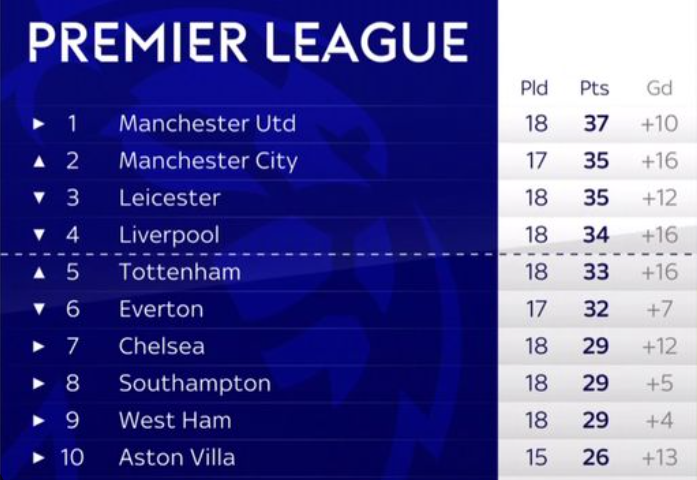 PREMIER LEAGUE
Pld Pts Gd
► 1 Manchester Utd 18 37 +10
▲ 2 Manchester City 17 35 +16
▼ 3 Leicester 18 35 +12
▼ 4 Liverpool 18 34 +16
▲ 5 Tottenham 18 33 +16
▼ 6 Everton 17 32 +7
► 7 Chelsea 18 29 +12
► 8 Southampton 18 29 +5
► 9 West Ham 18 29 +4
► 10 Aston Villa 15 26 +13